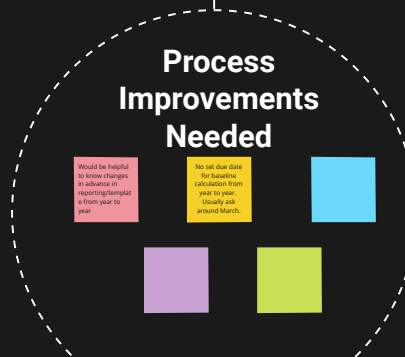 Process
Improvements
Needed
Would be helpful
to know changes
in advance in
reporting/templat
e from year to
year
No set due date
for baseline
calculation from
year to year.
Usually ask
around March.